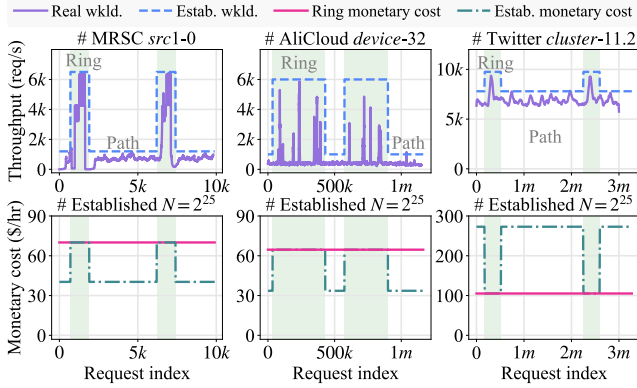 Real wkld. Estab. wkld. Ring monetary cost Estab. monetary cost
# MRSC src1-0 # AliCloud device-32 # Twitter cluster-11.2
Throughput (req/s)
6k
4k
2k
0
Ring
Path
0 5k 10k
6k
4k
2k
0
Ring
Path
0 500k 1m
10k
5k
0
Ring
Path
0 1m 2m 3m
# Established N = 2^25 # Established N = 2^25 # Established N = 2^25
Monetary cost ($/hr)
90
60
30
0
0 5k 10k
90
60
30
0
0 500k 1m
300
200
100
0
0 1m 2m 3m
Request index Request index Request index